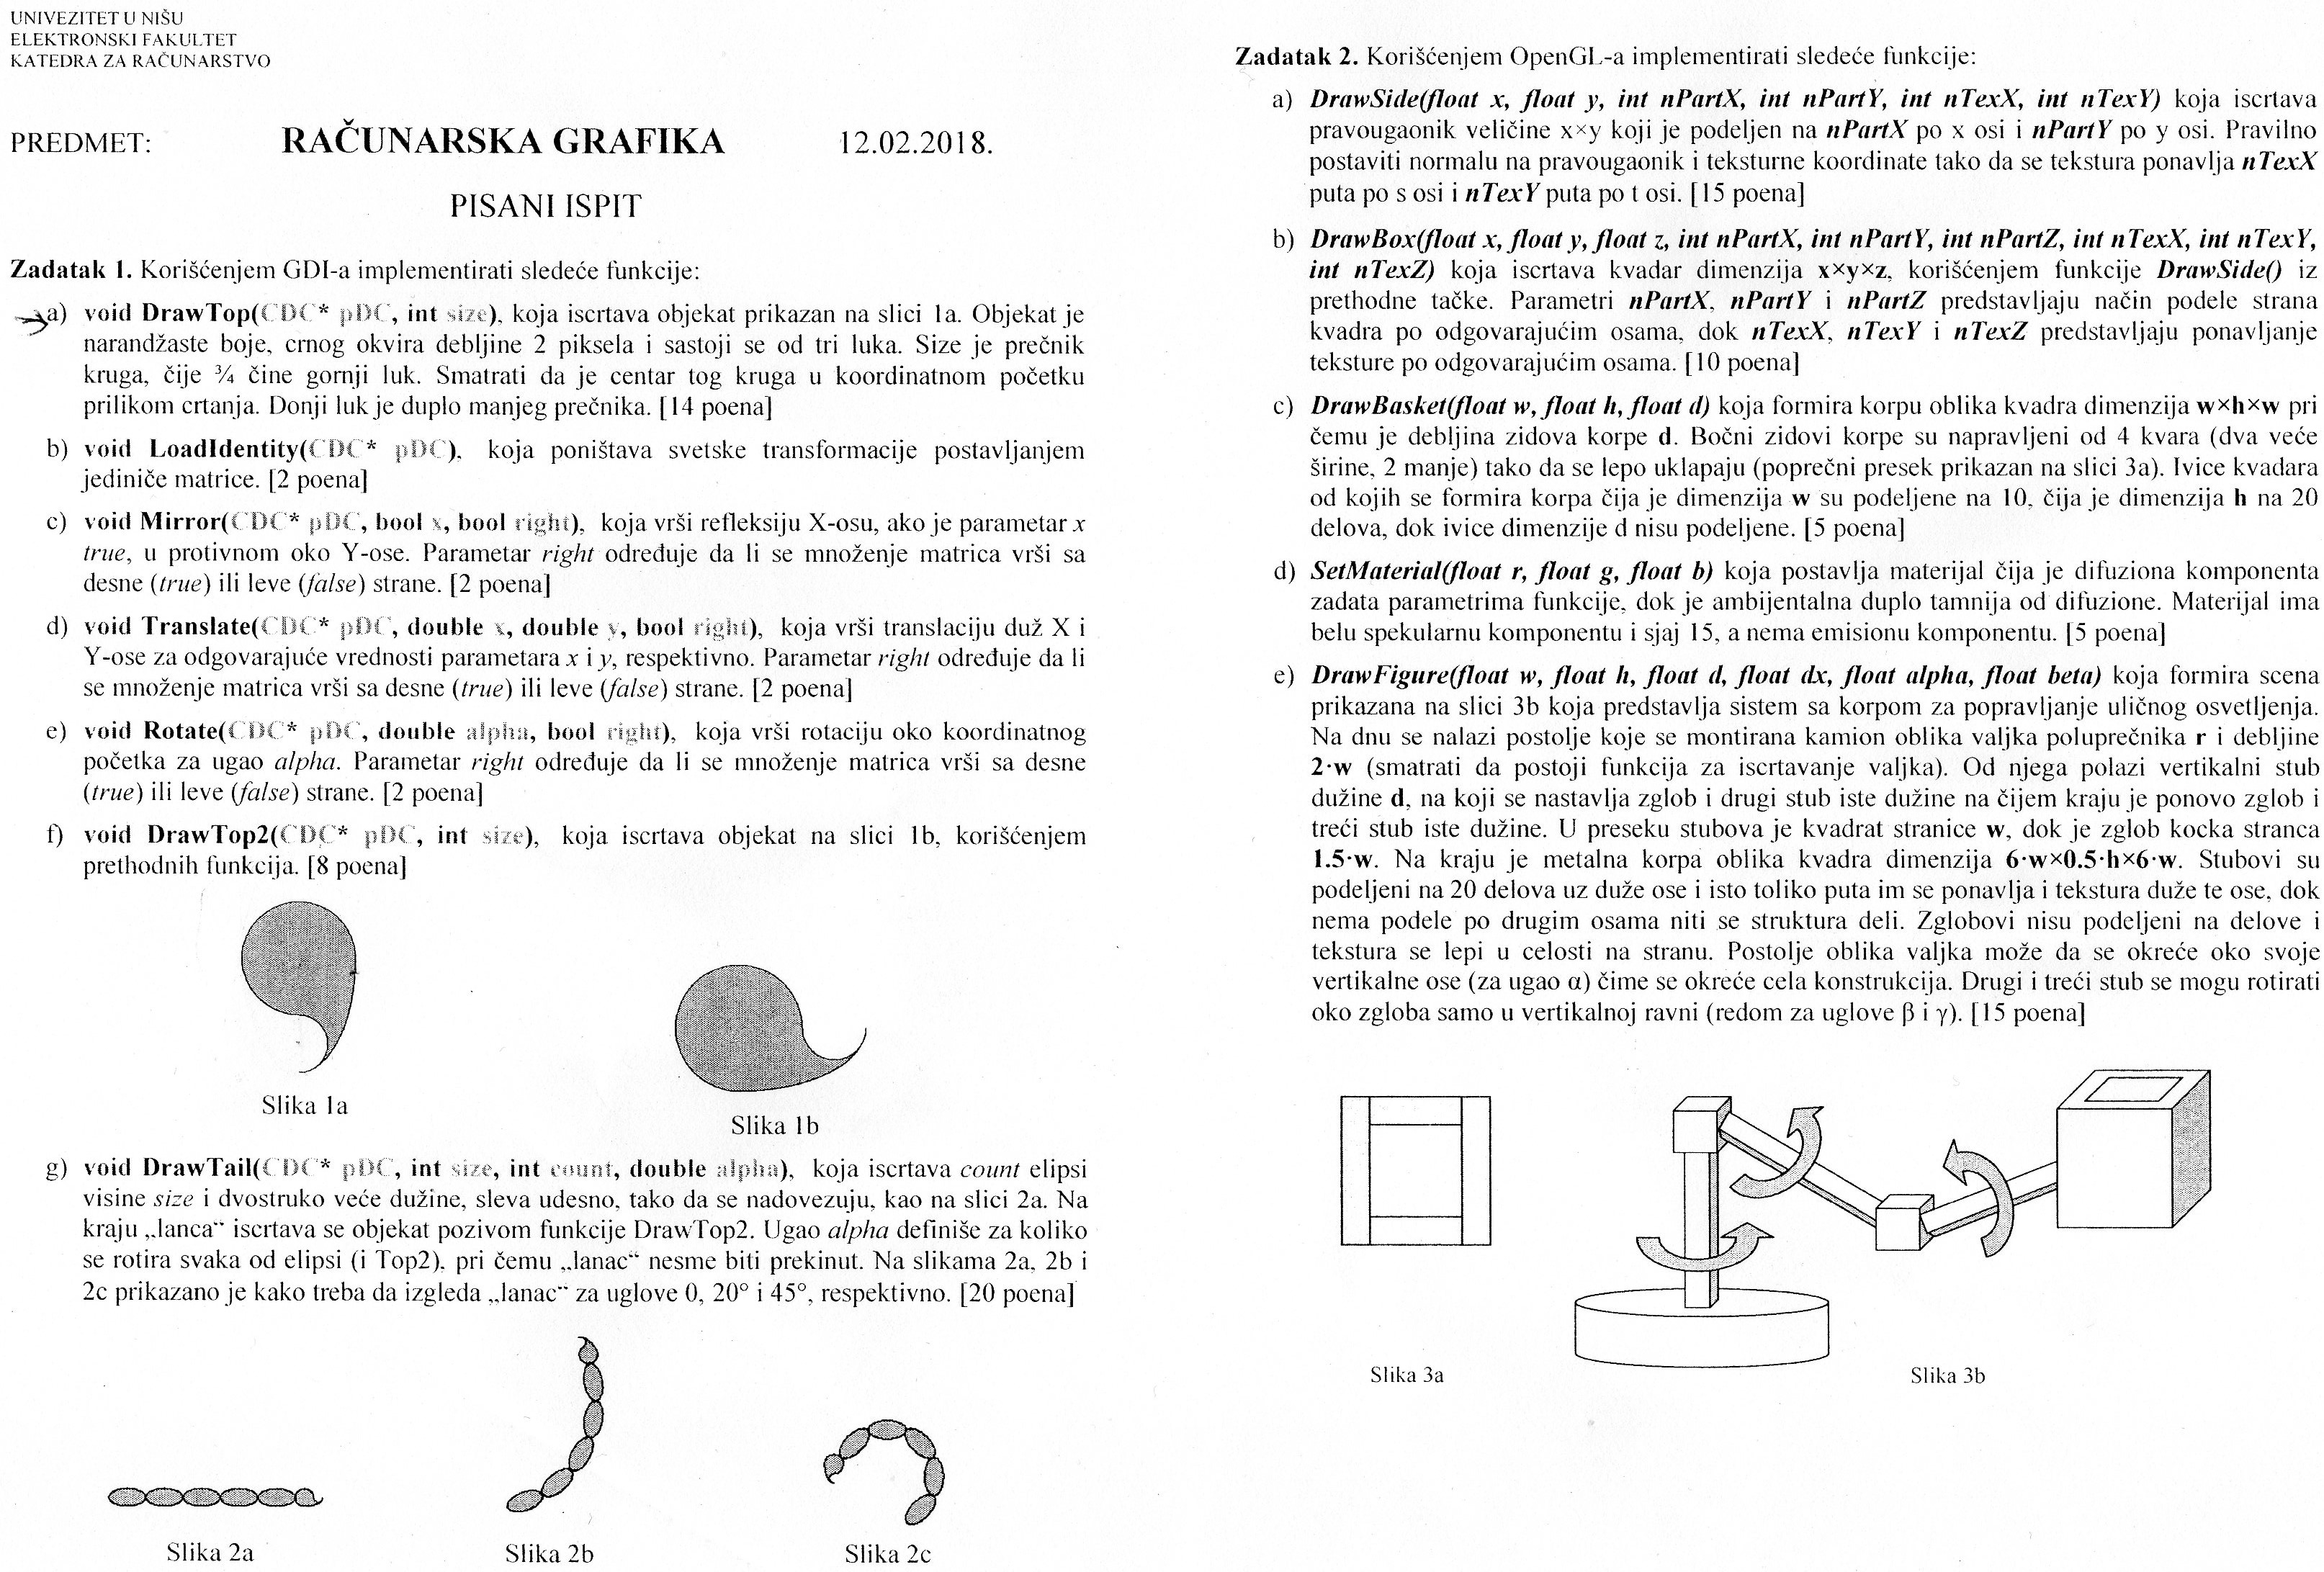 UNIVEZITET U NIŠU
ELEKTRONSKI FAKULTET
KATEDRA ZA RAČUNARSTVO
PREDMET: RAČUNARSKA GRAFIKA 12.02.2018.
PISANI ISPIT
Zadatak 1. Korišćenjem GDI-a implementirati sledeće funkcije:
a) void DrawTop(CDC* pDC, int size), koja iscrtava objekat prikazan na slici 1a. Objekat je
narandžaste boje, crnog okvira debljine 2 piksela i sastoji se od tri luka. Size je prečnik
kruga, čije ¾ čine gornji luk. Smatrati da je centar tog kruga u koordinatnom početku
prilikom crtanja. Donji luk je duplo manjeg prečnika. [14 poena]
b) void LoadIdentity(CDC* pDC), koja poništava svetske transformacije postavljanjem
jediniče matrice. [2 poena]
c) void Mirror(CDC* pDC, bool x, bool right), koja vrši refleksiju X-osu, ako je parametar x
true, u protivnom oko Y-ose. Parametar right određuje da li se množenje matrica vrši sa
desne (true) ili leve (false) strane. [2 poena]
d) void Translate(CDC* pDC, double x, double y, bool right), koja vrši translaciju duž X i
Y-ose za odgovarajuće vrednosti parametara x i y, respektivno. Parametar right određuje da li
se množenje matrica vrši sa desne (true) ili leve (false) strane. [2 poena]
e) void Rotate(CDC* pDC, double alpha, bool right), koja vrši rotaciju oko koordinatnog
početka za ugao alpha. Parametar right određuje da li se množenje matrica vrši sa desne
(true) ili leve (false) strane. [2 poena]
f) void DrawTop2(CDC* pDC, int size), koja iscrtava objekat na slici 1b, korišćenjem
prethodnih funkcija. [8 poena]
Slika 1a
Slika 1b
g) void DrawTail(CDC* pDC, int size, int count, double alpha), koja iscrtava count elipsi
visine size i dvostruko veće dužine, sleva udesno, tako da se nadovezuju, kao na slici 2a. Na
kraju „lanca“ iscrtava se objekat pozivom funkcije DrawTop2. Ugao alpha definiše za koliko
se rotira svaka od elipsi (i Top2), pri čemu „lanac“ nesme biti prekinut. Na slikama 2a, 2b i
2c prikazano je kako treba da izgleda „lanac“ za uglove 0, 20° i 45°, respektivno. [20 poena]
Slika 2a
Slika 2b
Slika 2c
Zadatak 2. Korišćenjem OpenGL-a implementirati sledeće funkcije:
a) DrawSide(float x, float y, int nPartX, int nPartY, int nTexX, int nTexY) koja iscrtava
pravougaonik veličine x×y koji je podeljen na nPartX po x osi i nPartY po y osi. Pravilno
postaviti normalu na pravougaonik i teksturne koordinate tako da se tekstura ponavlja nTexX
puta po s osi i nTexY puta po t osi. [15 poena]
b) DrawBox(float x, float y, float z, int nPartX, int nPartY, int nPartZ, int nTexX, int nTexY,
int nTexZ) koja iscrtava kvadar dimenzija x×y×z, korišćenjem funkcije DrawSide() iz
prethodne tačke. Parametri nPartX, nPartY i nPartZ predstavljaju način podele strana
kvadra po odgovarajućim osama, dok nTexX, nTexY i nTexZ predstavljaju ponavljanje
teksture po odgovarajućim osama. [10 poena]
c) DrawBasket(float w, float h, float d) koja formira korpu oblika kvadra dimenzija w×h×w pri
čemu je debljina zidova korpe d. Bočni zidovi korpe su napravljeni od 4 kvara (dva veće
širine, 2 manje) tako da se lepo uklapaju (poprečni presek prikazan na slici 3a). Ivice kvadara
od kojih se formira korpa čija je dimenzija w su podeljene na 10, čija je dimenzija h na 20
delova, dok ivice dimenzije d nisu podeljene. [5 poena]
d) SetMaterial(float r, float g, float b) koja postavlja materijal čija je difuziona komponenta
zadata parametrima funkcije, dok je ambijentalna duplo tamnija od difuzione. Materijal ima
belu spekularnu komponentu i sjaj 15, a nema emisionu komponentu. [5 poena]
e) DrawFigure(float w, float h, float d, float dx, float alpha, float beta) koja formira scena
prikazana na slici 3b koja predstavlja sistem sa korpom za popravljanje uličnog osvetljenja.
Na dnu se nalazi postolje koje se montirana kamion oblika valjka poluprečnika r i debljine
2·w (smatrati da postoji funkcija za iscrtavanje valjka). Od njega polazi vertikalni stub
dužine d, na koji se nastavlja zglob i drugi stub iste dužine na čijem kraju je ponovo zglob i
treći stub iste dužine. U preseku stubova je kvadrat stranice w, dok je zglob kocka stranca
1.5·w. Na kraju je metalna korpa oblika kvadra dimenzija 6·w×0.5·h×6·w. Stubovi su
podeljeni na 20 delova uz duže ose i isto toliko puta im se ponavlja i tekstura duže te ose, dok
nema podele po drugim osama niti se struktura deli. Zglobovi nisu podeljeni na delove i
tekstura se lepi u celosti na stranu. Postolje oblika valjka može da se okreće oko svoje
vertikalne ose (za ugao α) čime se okreće cela konstrukcija. Drugi i treći stub se mogu rotirati
oko zgloba samo u vertikalnoj ravni (redom za uglove β i γ). [15 poena]
Slika 3a
Slika 3b